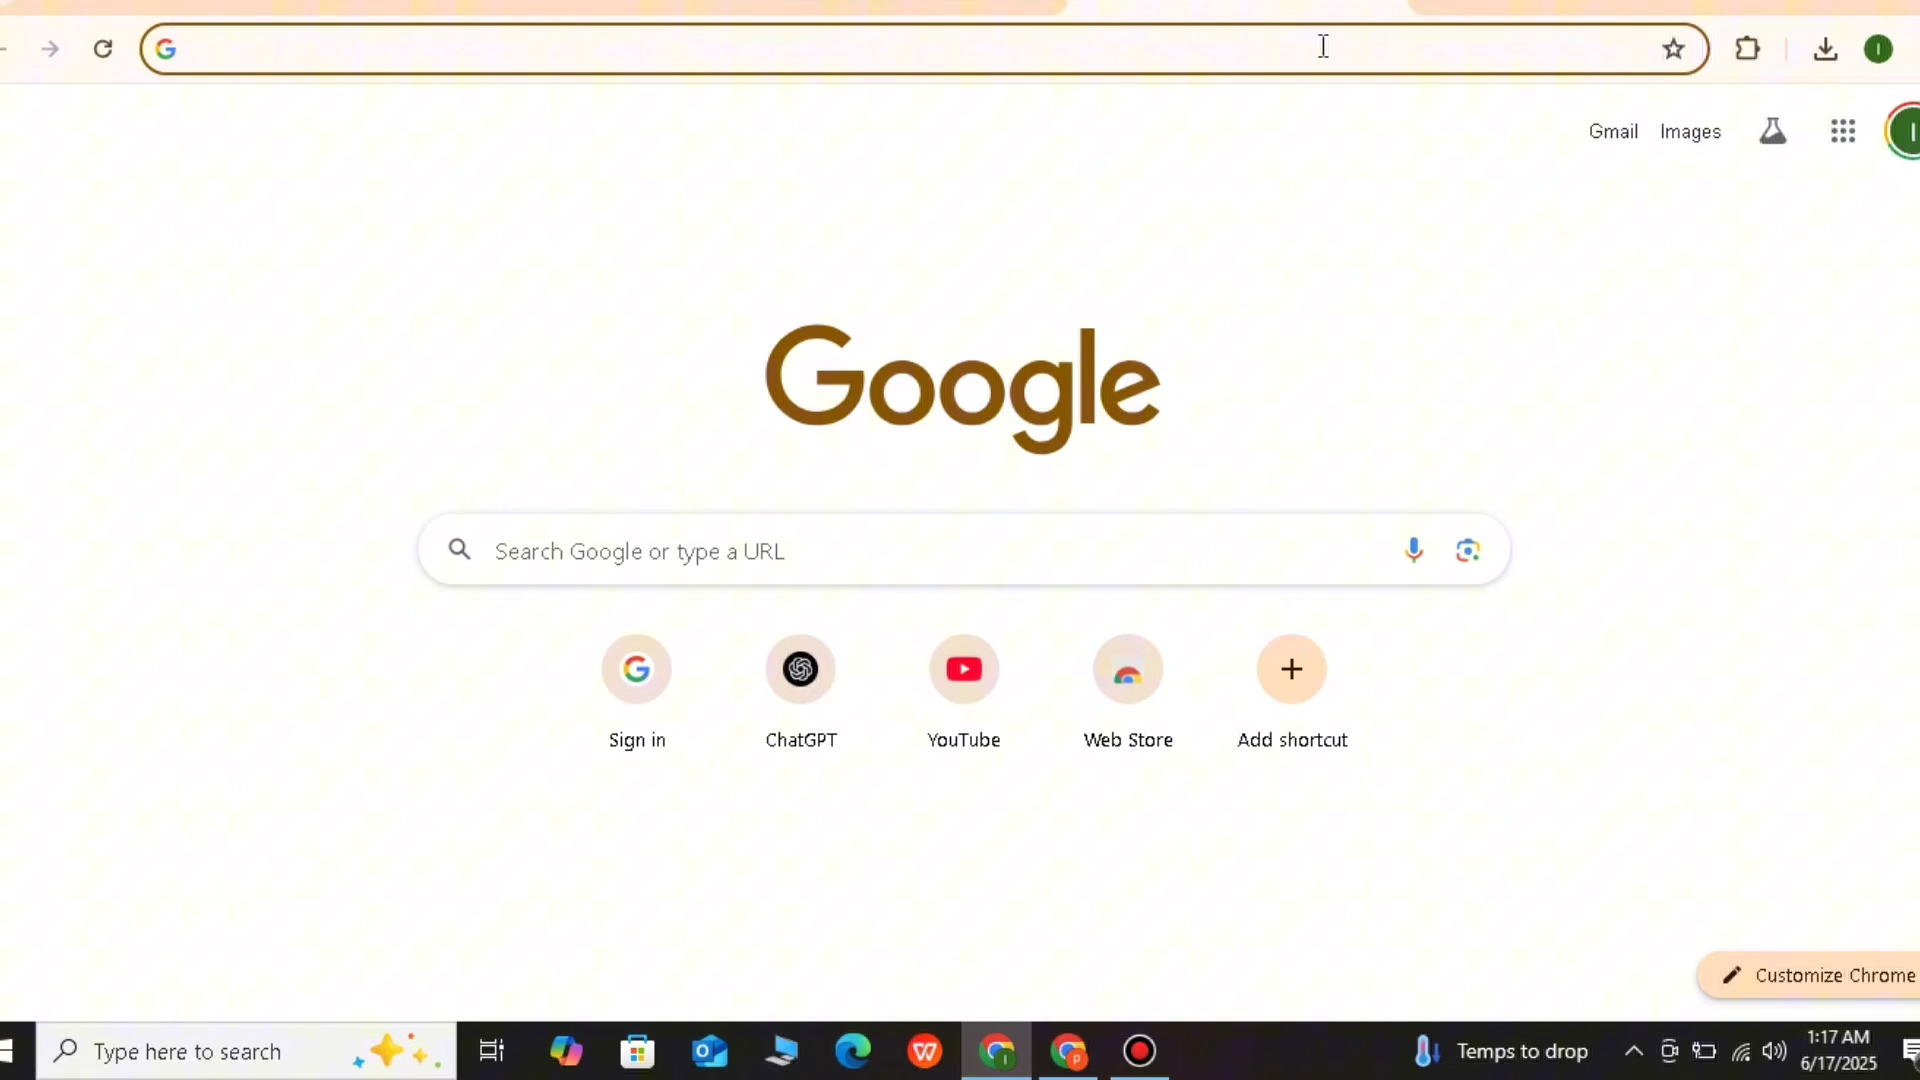 Gmail Images
Google
Search Google or type a URL
Sign in
ChatGPT
YouTube
Web Store
Add shortcut
Customize Chrome
Type here to search
Temps to drop
1:17 AM
6/17/2025